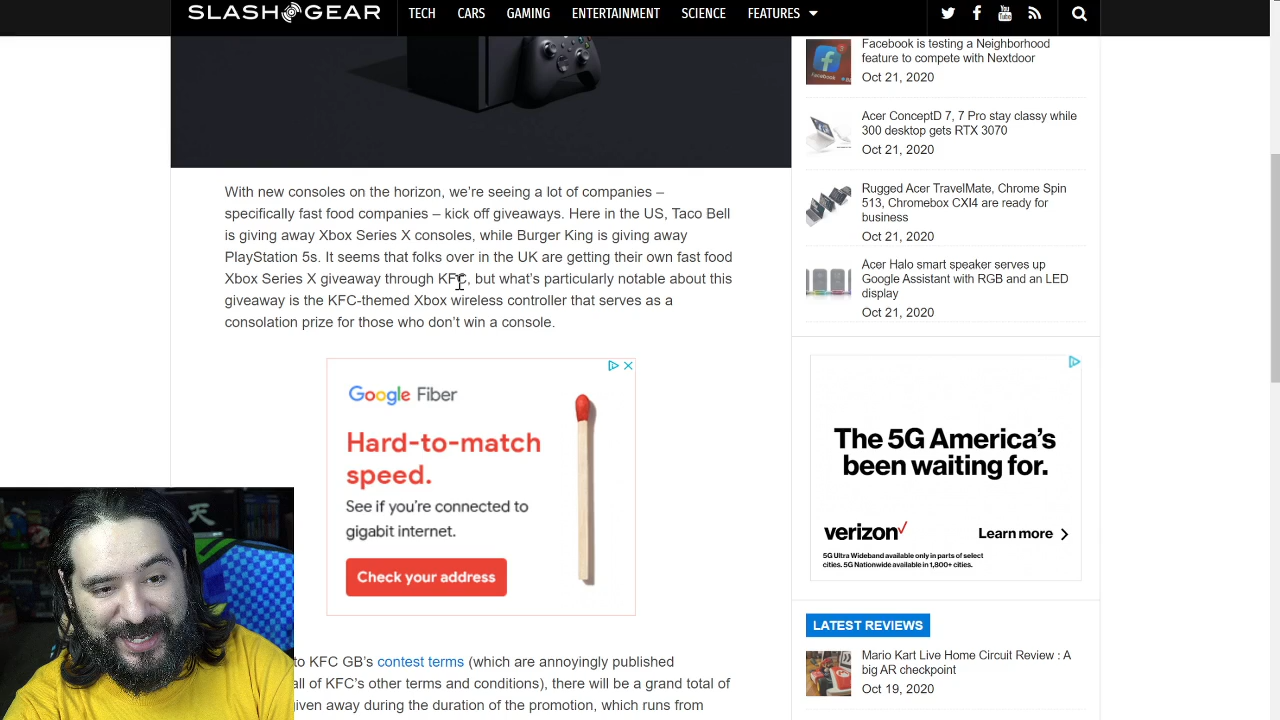 SLASH GEAR
TECH
CARS
GAMING
ENTERTAINMENT
SCIENCE
FEATURES
You
Tube
Facebook is testing a Neighborhood
feature to compete with Nextdoor
Oct 21, 2020
Acer ConceptD 7, 7 Pro stay classy while
300 desktop gets RTX 3070
Oct 21, 2020
Rugged Acer TravelMate, Chrome Spin
513, Chromebox CXI4 are ready for
business
Oct 21, 2020
Acer Halo smart speaker serves up
Google Assistant with RGB and an LED
display
Oct 21, 2020
With new consoles on the horizon, we're seeing a lot of companies –
specifically fast food companies – kick off giveaways. Here in the US, Taco Bell
is giving away Xbox Series X consoles, while Burger King is giving away
PlayStation 5s. It seems that folks over in the UK are getting their own fast food
Xbox Series X giveaway through KFC, but what's particularly notable about this
giveaway is the KFC-themed Xbox wireless controller that serves as a
consolation prize for those who don't win a console.
Google Fiber
Hard-to-match
speed.
See if you're connected to
gigabit internet.
Check your address
The 5G America's
been waiting for.
verizon✓
Learn more >
5G Ultra Wideband available only in parts of select
cities. 5G Nationwide available in 1,800+ cities.
LATEST REVIEWS
Mario Kart Live Home Circuit Review : A
big AR checkpoint
Oct 19, 2020
KFC GB's contest terms (which are annoyingly published
all of KFC's other terms and conditions), there will be a grand total of
iven away during the duration of the promotion, which runs from